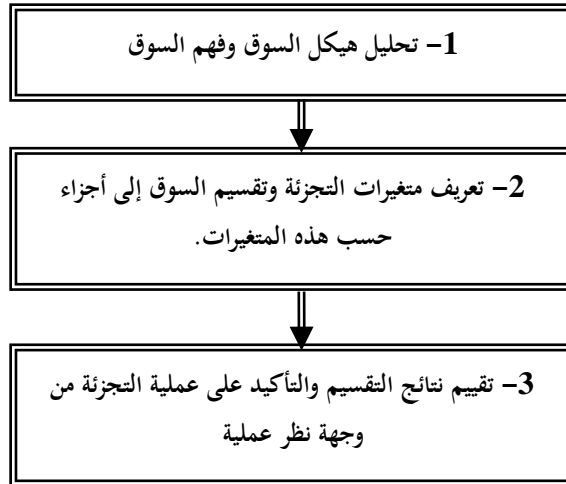 1- تحليل هيكل السوق وفهم السوق
2- تعريف متغيرات التجزئة وتقسيم السوق إلى أجزاء
حسب هذه المتغيرات.
3- تقييم نتائج التقسيم والتأكيد على عملية التجزئة من
وجهة نظر عملية